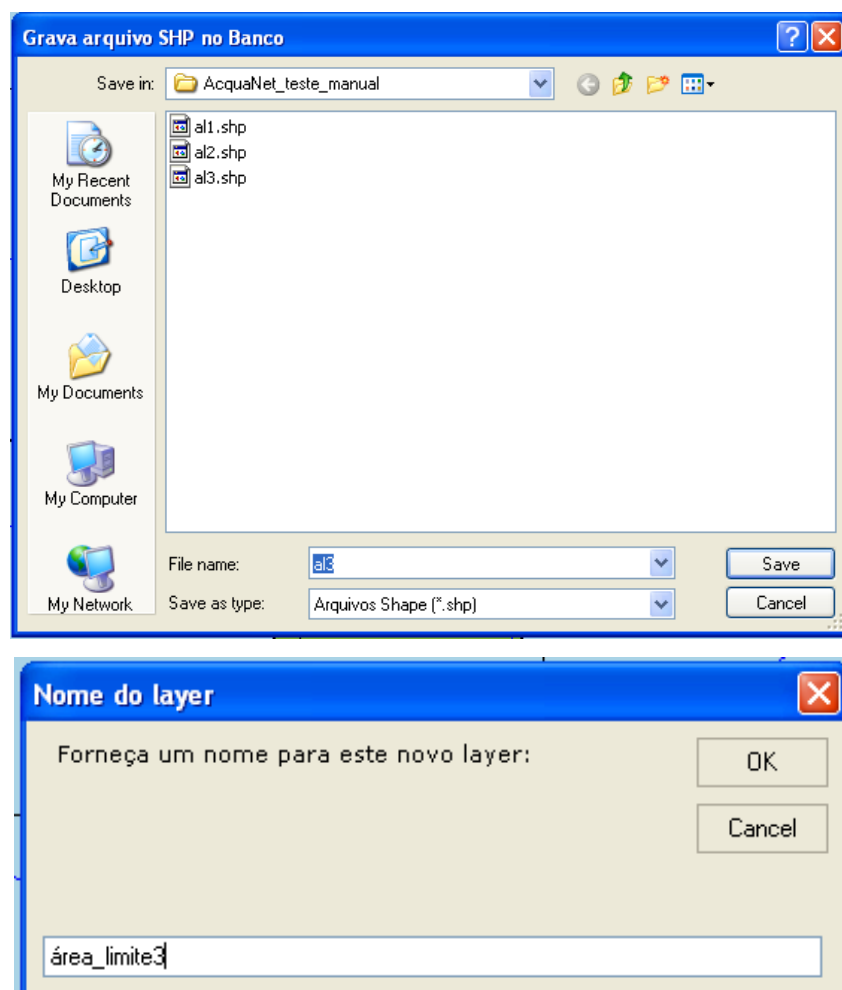 Grava arquivo SHP no Banco
Save in: AcquaNet_teste_manual
al1.shp
al2.shp
al3.shp
My Recent
Documents
Desktop
My Documents
My Computer
My Network
File name: al3 Save
Save as type: Arquivos Shape (*.shp) Cancel
Nome do layer
Forneça um nome para este novo layer: OK
Cancel
área_limite3